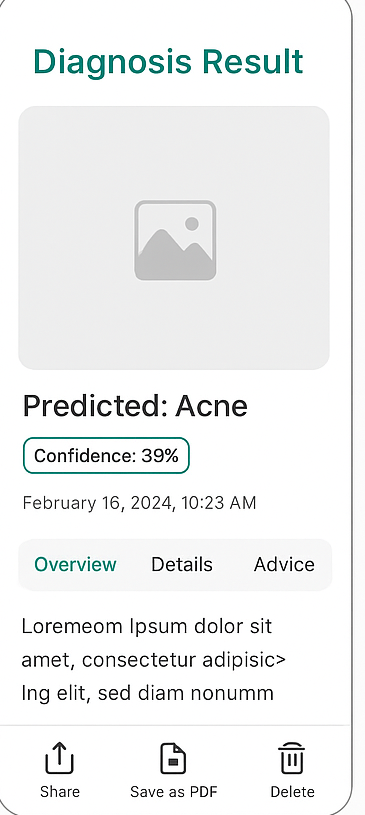 Diagnosis Result
Predicted: Acne
Confidence: 39%
February 16, 2024, 10:23 AM
Overview Details Advice
Loremeom Ipsum dolor sit
amet, consectetur adipisic>
Ing elit, sed diam nonumm
Share Save as PDF Delete